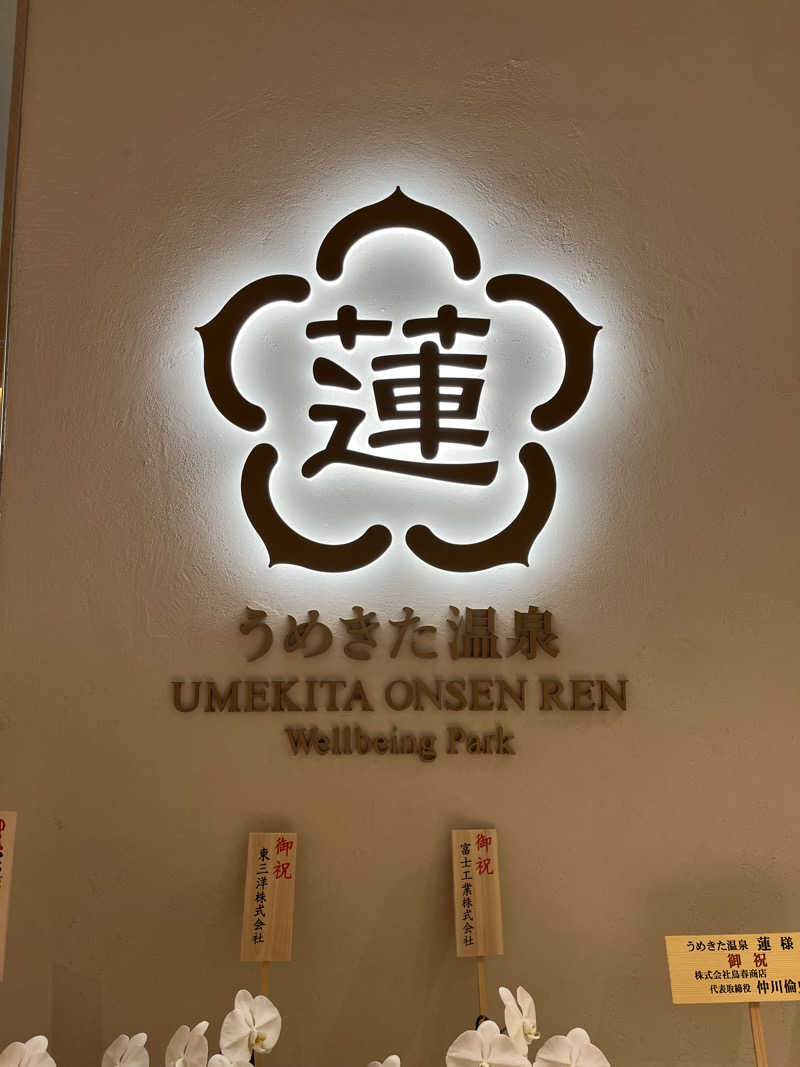 蓮
うめきた温泉
UMEKITA ONSEN REN
Wellbeing Park
御祝
東三洋株式会社
御祝
富士工業株式会社
うめきた温泉 蓮 様
御 祝
株式会社鳥春商店
代表取締役 仲川倫